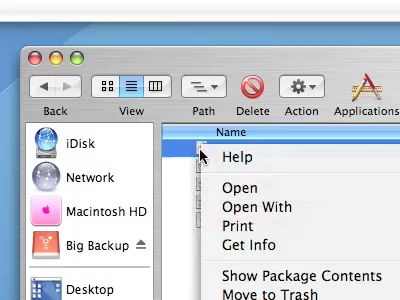 Back
View
Path
Delete
Action
Applications
Name
iDisk
Network
Macintosh HD
Big Backup
Desktop
Help
Open
Open With
Print
Get Info
Show Package Contents
Move to Trash